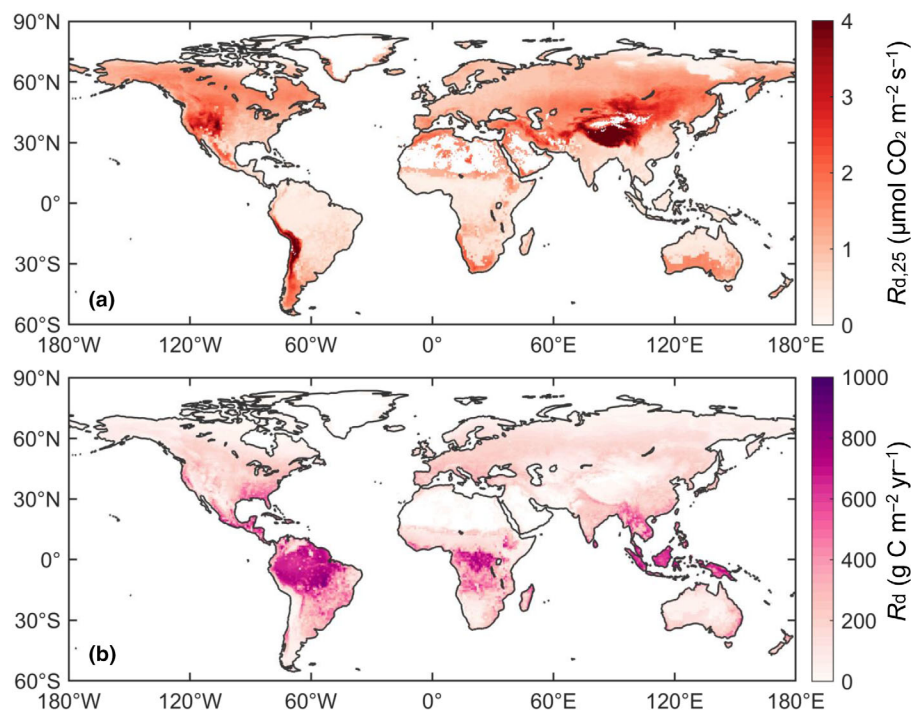 90°N
60°N
30°N
0°
30°S
60°S
(a)
180°W 120°W 60°W 0° 60°E 120°E 180°E
4
3
2
1
0
Rd,25 (μmol CO₂ m⁻² s⁻¹)
90°N
60°N
30°N
0°
30°S
60°S
(b)
180°W 120°W 60°W 0° 60°E 120°E 180°E
1000
800
600
400
200
0
Rd (g C m⁻² yr⁻¹)